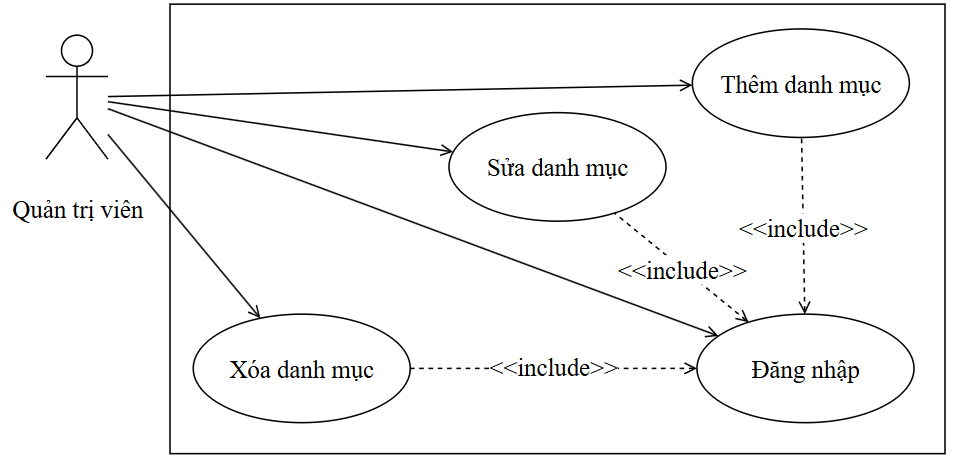 Thêm danh mục
Sửa danh mục
Quản trị viên
<<include>>
<<include>>
Xóa danh mục
<<include>>
Đăng nhập